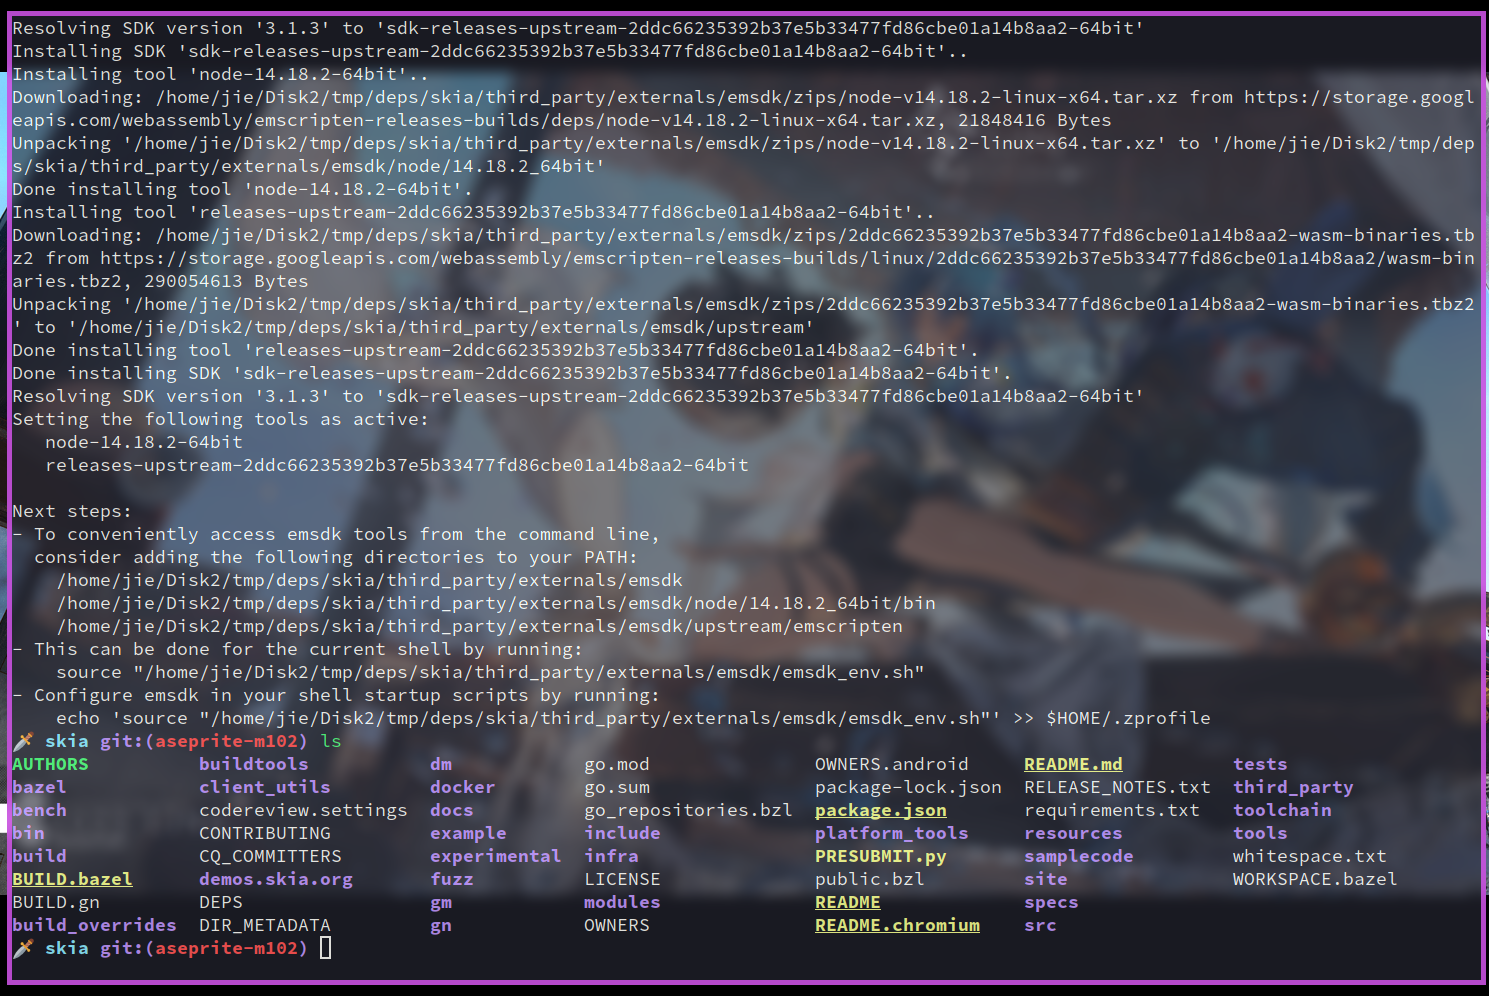 Resolving SDK version '3.1.3' to 'sdk-releases-upstream-2ddc66235392b37e5b33477fd86cbe01a14b8aa2-64bit'
Installing SDK 'sdk-releases-upstream-2ddc66235392b37e5b33477fd86cbe01a14b8aa2-64bit'..
Installing tool 'node-14.18.2-64bit'..
Downloading: /home/jie/Disk2/tmp/deps/skia/third_party/externals/emsdk/zips/node-v14.18.2-linux-x64.tar.xz from https://storage.googl
eapis.com/webassembly/emscripten-releases-builds/deps/node-v14.18.2-linux-x64.tar.xz, 21848416 Bytes
Unpacking '/home/jie/Disk2/tmp/deps/skia/third_party/externals/emsdk/zips/node-v14.18.2-linux-x64.tar.xz' to '/home/jie/Disk2/tmp/dep
s/skia/third_party/externals/emsdk/node/14.18.2_64bit'
Done installing tool 'node-14.18.2-64bit'.
Installing tool 'releases-upstream-2ddc66235392b37e5b33477fd86cbe01a14b8aa2-64bit'..
Downloading: /home/jie/Disk2/tmp/deps/skia/third_party/externals/emsdk/zips/2ddc66235392b37e5b33477fd86cbe01a14b8aa2-wasm-binaries.tb
z2 from https://storage.googleapis.com/webassembly/emscripten-releases-builds/linux/2ddc66235392b37e5b33477fd86cbe01a14b8aa2/wasm-bin
aries.tbz2, 290054613 Bytes
Unpacking '/home/jie/Disk2/tmp/deps/skia/third_party/externals/emsdk/zips/2ddc66235392b37e5b33477fd86cbe01a14b8aa2-wasm-binaries.tbz2
' to '/home/jie/Disk2/tmp/deps/skia/third_party/externals/emsdk/upstream'
Done installing tool 'releases-upstream-2ddc66235392b37e5b33477fd86cbe01a14b8aa2-64bit'.
Done installing SDK 'sdk-releases-upstream-2ddc66235392b37e5b33477fd86cbe01a14b8aa2-64bit'.
Resolving SDK version '3.1.3' to 'sdk-releases-upstream-2ddc66235392b37e5b33477fd86cbe01a14b8aa2-64bit'
Setting the following tools as active:
   node-14.18.2-64bit
   releases-upstream-2ddc66235392b37e5b33477fd86cbe01a14b8aa2-64bit

Next steps:
- To conveniently access emsdk tools from the command line,
  consider adding the following directories to your PATH:
    /home/jie/Disk2/tmp/deps/skia/third_party/externals/emsdk
    /home/jie/Disk2/tmp/deps/skia/third_party/externals/emsdk/node/14.18.2_64bit/bin
    /home/jie/Disk2/tmp/deps/skia/third_party/externals/emsdk/upstream/emscripten
- This can be done for the current shell by running:
    source "/home/jie/Disk2/tmp/deps/skia/third_party/externals/emsdk/emsdk_env.sh"
- Configure emsdk in your shell startup scripts by running:
    echo 'source "/home/jie/Disk2/tmp/deps/skia/third_party/externals/emsdk/emsdk_env.sh"' >> $HOME/.zprofile
🗡 skia git:(aseprite-m102) ls
AUTHORS buildtools dm go.mod OWNERS.android README.md tests
bazel client_utils docker go.sum package-lock.json RELEASE_NOTES.txt third_party
bench codereview.settings docs go_repositories.bzl package.json requirements.txt toolchain
bin CONTRIBUTING example include platform_tools resources tools
build CQ_COMMITTERS experimental infra PRESUBMIT.py samplecode whitespace.txt
BUILD.bazel demos.skia.org fuzz LICENSE public.bzl site WORKSPACE.bazel
BUILD.gn DEPS gm modules README specs
build_overrides DIR_METADATA gn OWNERS README.chromium src
🗡 skia git:(aseprite-m102)